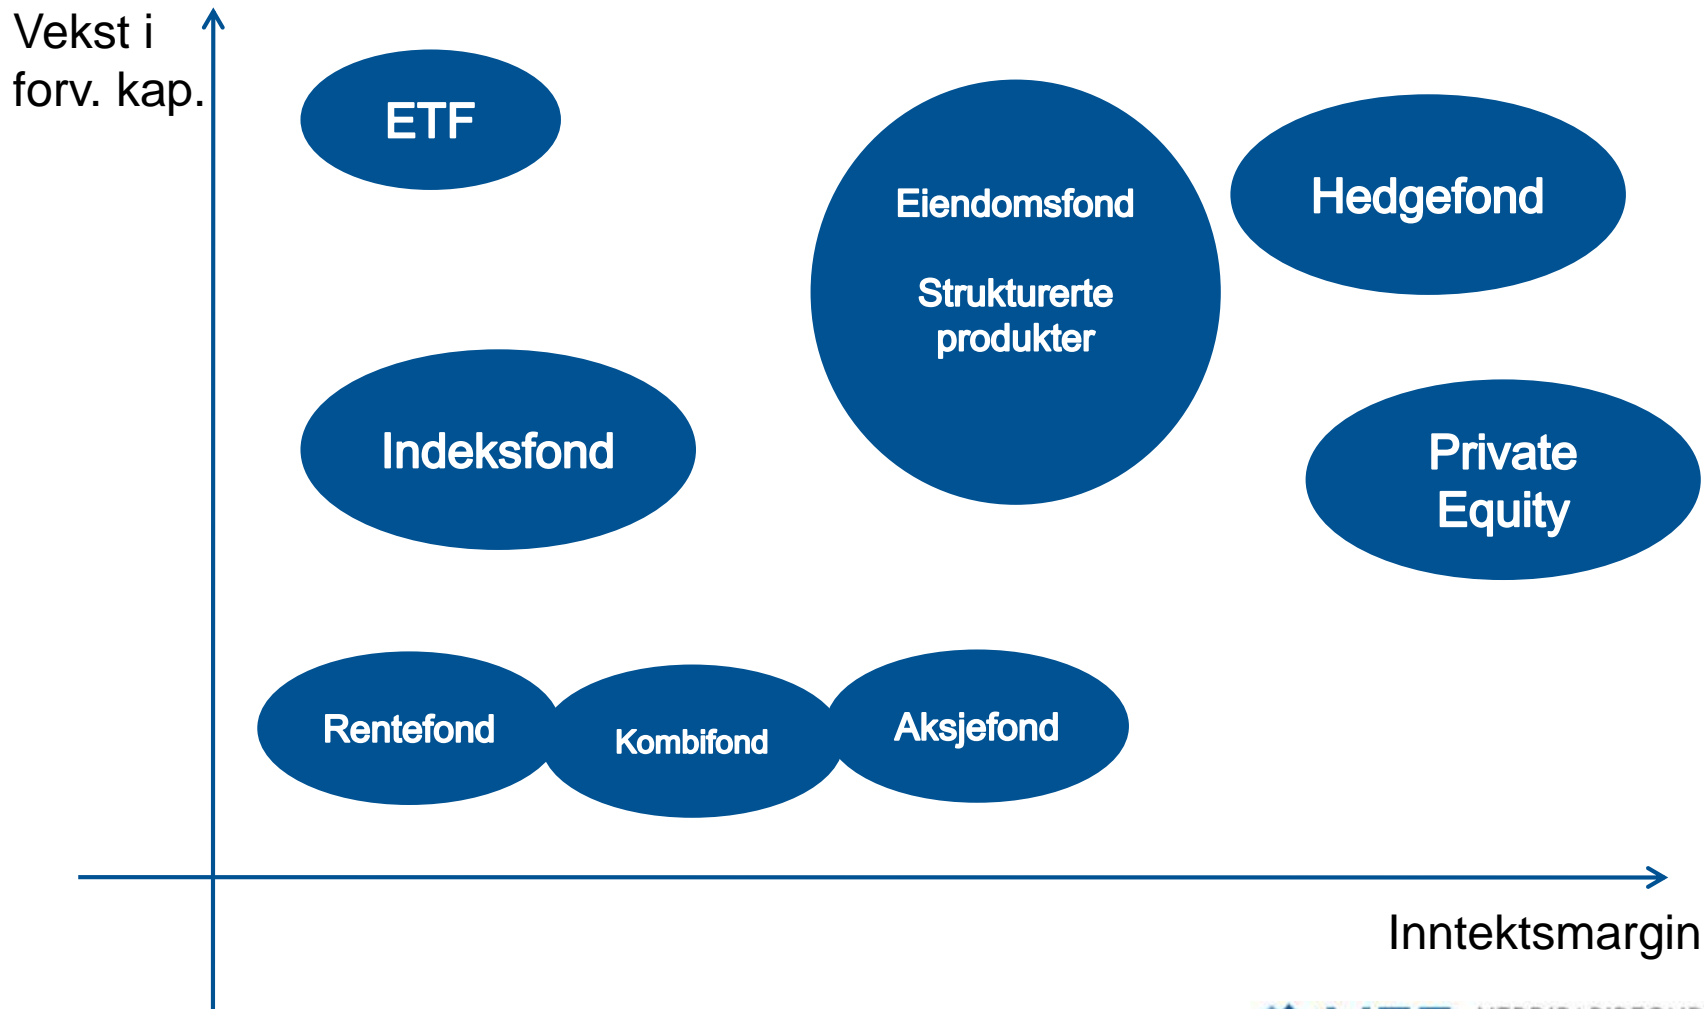 Vekst i
forv. kap.
ETF
Eiendomsfond
Strukturerte
produkter
Hedgefond
Indeksfond
Private
Equity
Rentefond
Kombifond
Aksjefond
Inntektsmargin